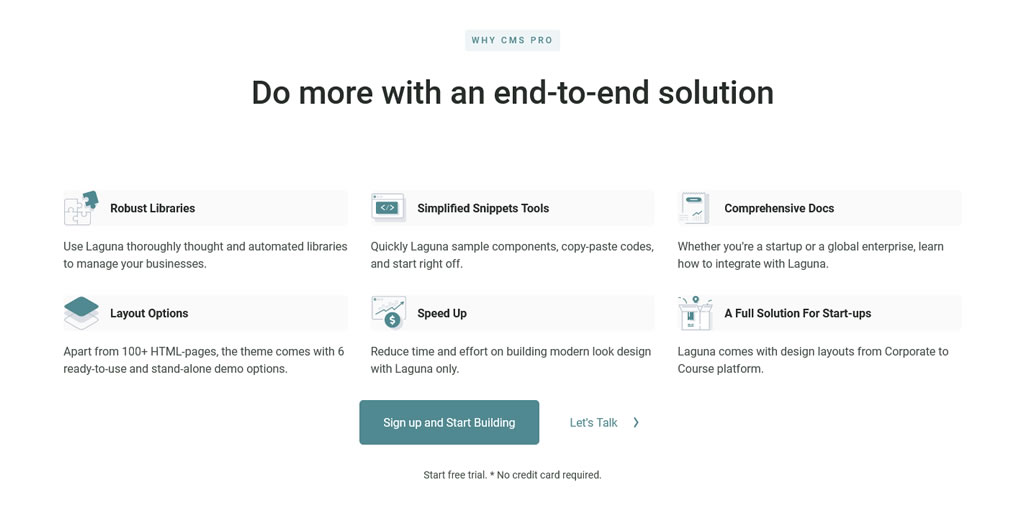 WHY CMS PRO
Do more with an end-to-end solution
Robust Libraries
Use Laguna thoroughly thought and automated libraries
to manage your businesses.
Simplified Snippets Tools
Quickly Laguna sample components, copy-paste codes,
and start right off.
Comprehensive Docs
Whether you're a startup or a global enterprise, learn
how to integrate with Laguna.
Layout Options
Apart from 100+ HTML-pages, the theme comes with 6
ready-to-use and stand-alone demo options.
Speed Up
Reduce time and effort on building modern look design
with Laguna only.
A Full Solution For Start-ups
Laguna comes with design layouts from Corporate to
Course platform.
Sign up and Start Building
Let's Talk
Start free trial. * No credit card required.